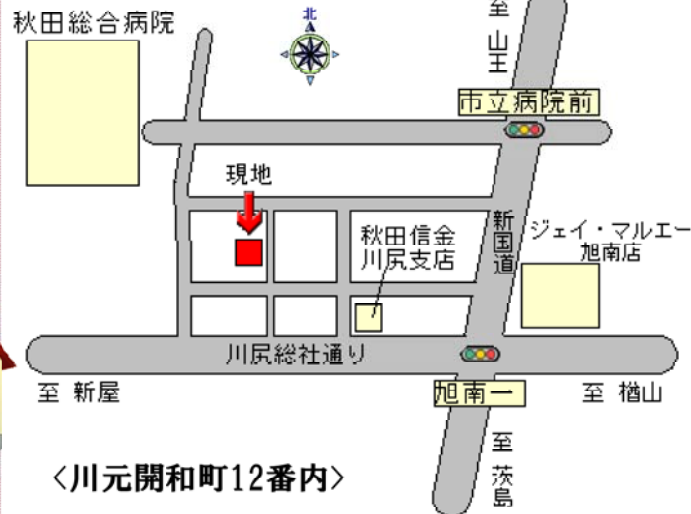 秋田総合病院
北
至 山王
市立病院前
現地
秋田信金
川尻支店
新国道
ジェイ・マルエー
旭南店
川尻総社通り
至 新屋
旭南一
至 楢山
至 茨島
<川元開和町12番内>